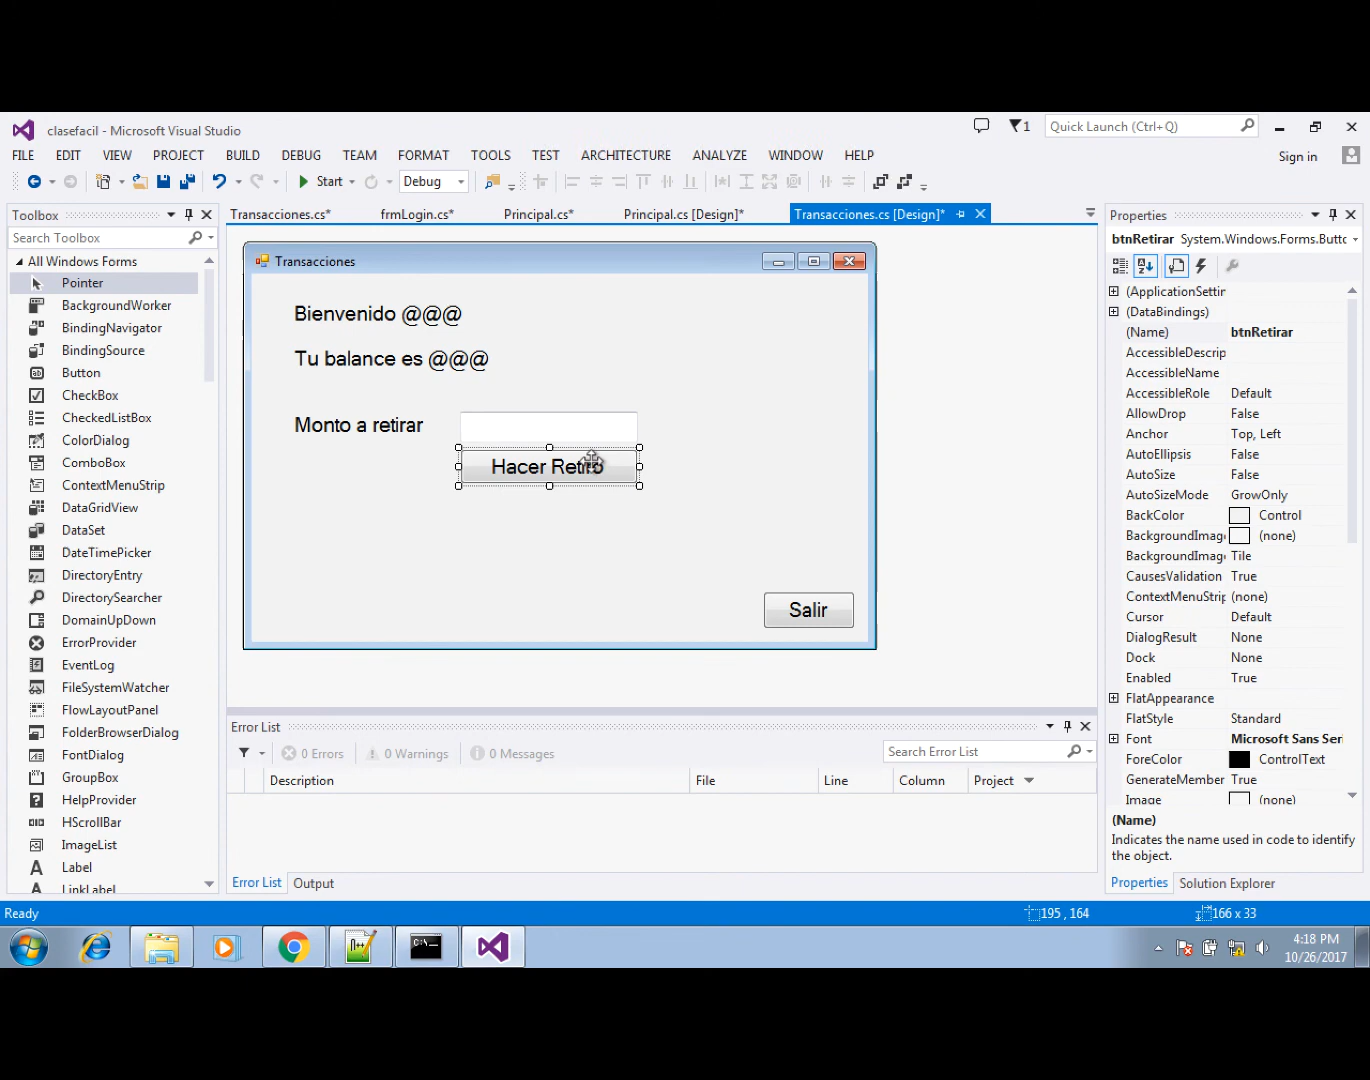 clasefacil - Microsoft Visual Studio
1
Quick Launch (Ctrl+Q)
FILE EDIT VIEW PROJECT BUILD DEBUG TEAM FORMAT TOOLS TEST ARCHITECTURE ANALYZE WINDOW HELP
Sign in
Start
Debug
Toolbox
Search Toolbox
All Windows Forms
Pointer
BackgroundWorker
BindingNavigator
BindingSource
Button
CheckBox
CheckedListBox
ColorDialog
ComboBox
ContextMenuStrip
DataGridView
DataSet
DateTimePicker
DirectoryEntry
DirectorySearcher
DomainUpDown
ErrorProvider
EventLog
FileSystemWatcher
FlowLayoutPanel
FolderBrowserDialog
FontDialog
GroupBox
HelpProvider
HScrollBar
ImageList
Label
LinkLabel
Transacciones.cs* frmLogin.cs* Principal.cs* Principal.cs [Design]* Transacciones.cs [Design]*
Transacciones
Bienvenido @@@
Tu balance es @@@
Monto a retirar
Hacer Retiro
Salir
Error List
0 Errors 0 Warnings 0 Messages
Search Error List
Description File Line Column Project
Error List Output
Properties
btnRetirar System.Windows.Forms.Butto
(ApplicationSettin
(DataBindings)
(Name) btnRetirar
AccessibleDescrip
AccessibleName
AccessibleRole Default
AllowDrop False
Anchor Top, Left
AutoEllipsis False
AutoSize False
AutoSizeMode GrowOnly
BackColor Control
BackgroundImag (none)
BackgroundImag Tile
CausesValidation True
ContextMenuStrip (none)
Cursor Default
DialogResult None
Dock None
Enabled True
FlatAppearance
FlatStyle Standard
Font Microsoft Sans Seri
ForeColor ControlText
GenerateMember True
Image (none)
(Name)
Indicates the name used in code to identify
the object.
Properties Solution Explorer
Ready
195 , 164
166 x 33
4:18 PM
10/26/2017